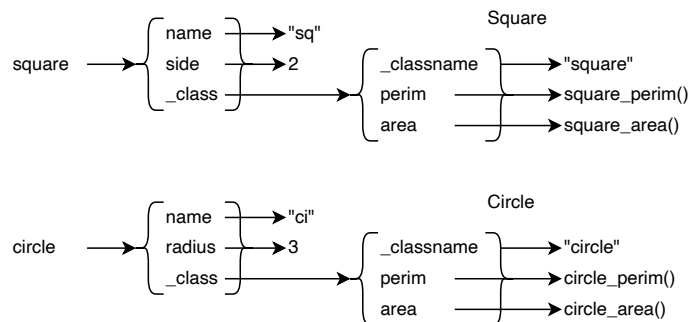 Square
name "sq"
square side 2 _classname "square"
_class perim square_perim()
area square_area()
Circle
name "ci"
circle radius 3 _classname "circle"
_class perim circle_perim()
area circle_area()